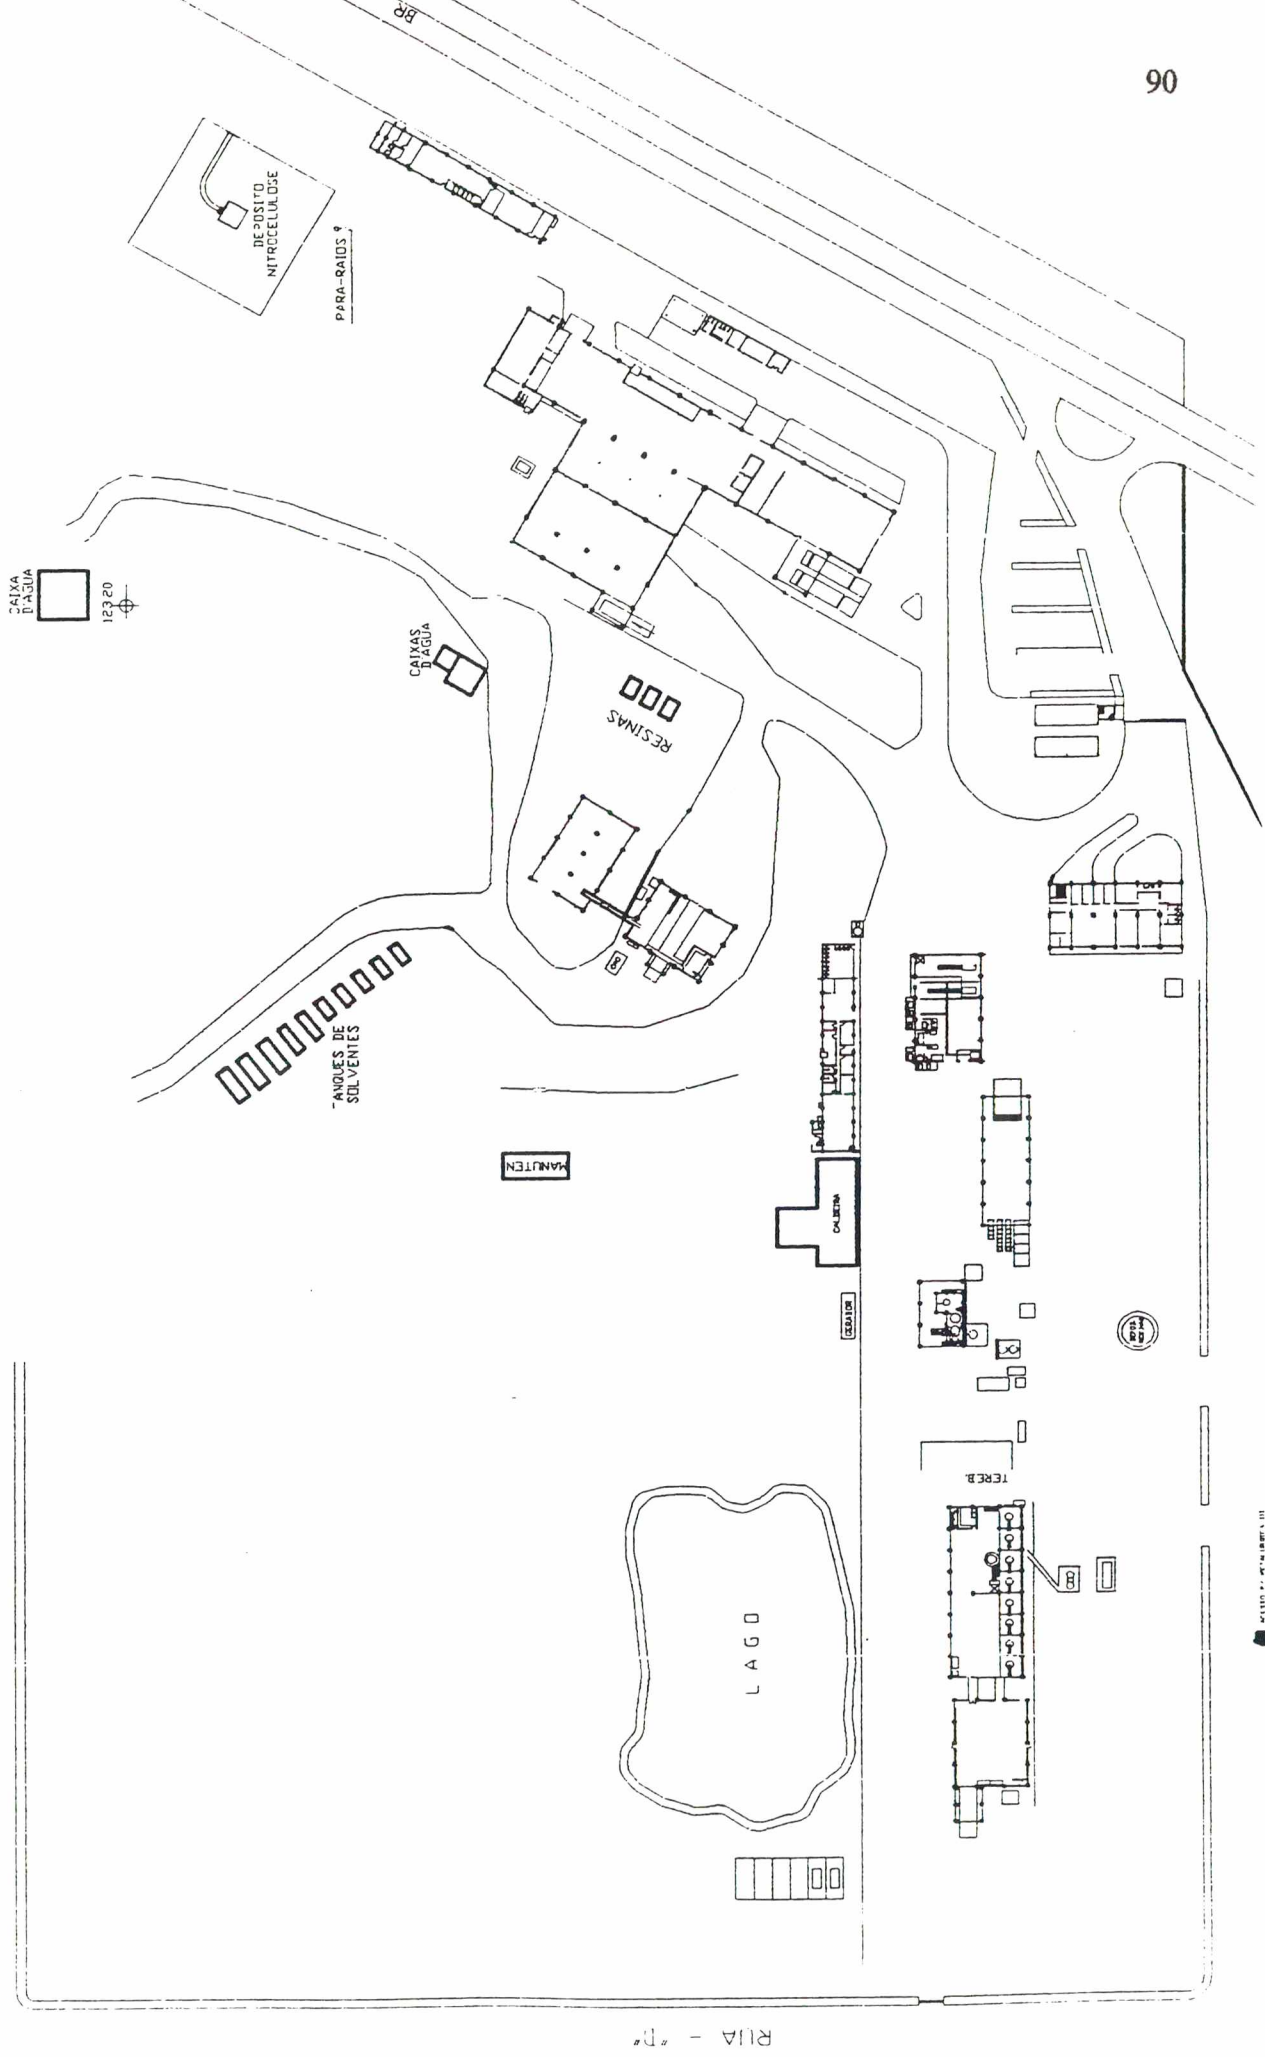 90
BR
DEPOSITO
NITROCELULOSE
PARA-RAIOS
CAIXA
D'AGUA
12320
CAIXAS
D'AGUA
RESINAS
TANQUES DE
SOLVENTES
MANUTEN
CALDEIRA
GERADOR
TEREB.
LAGO
RUA - "D"